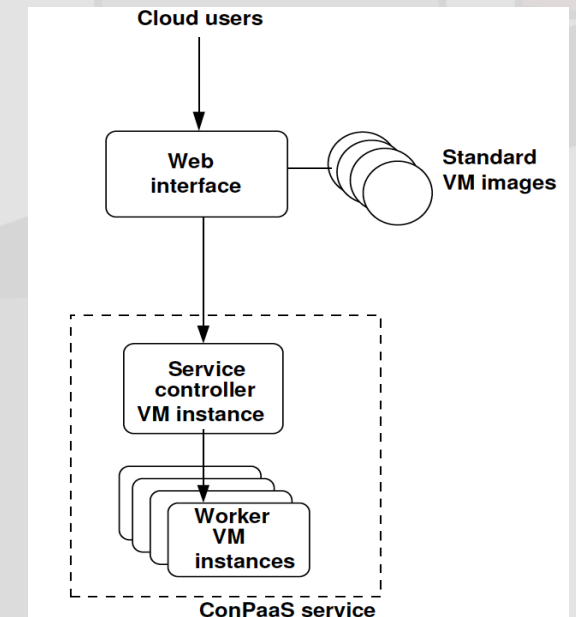 Cloud users
Web
interface
Standard
VM images
Service
controller
VM instance
Worker
VM
instances
ConPaaS service